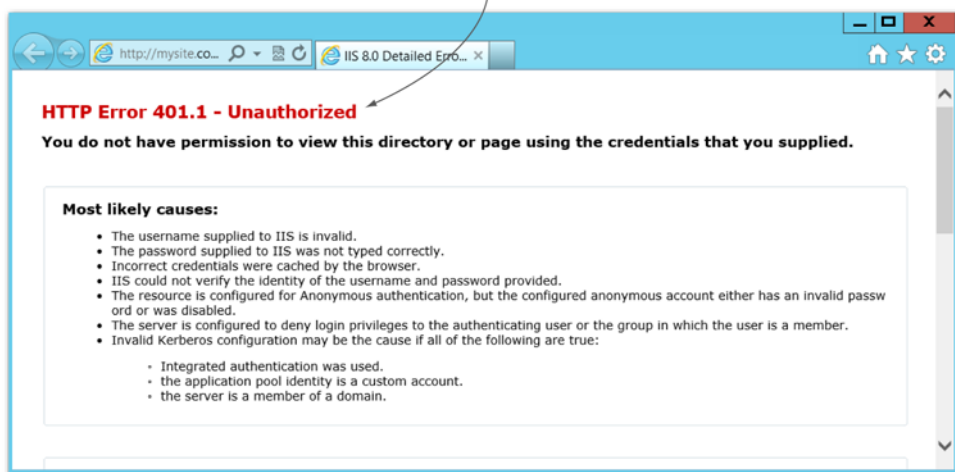 http://mysite.co...
IIS 8.0 Detailed Erro...
HTTP Error 401.1 - Unauthorized
You do not have permission to view this directory or page using the credentials that you supplied.
Most likely causes:
• The username supplied to IIS is invalid.
• The password supplied to IIS was not typed correctly.
• Incorrect credentials were cached by the browser.
• IIS could not verify the identity of the username and password provided.
• The resource is configured for Anonymous authentication, but the configured anonymous account either has an invalid passw
ord or was disabled.
• The server is configured to deny login privileges to the authenticating user or the group in which the user is a member.
• Invalid Kerberos configuration may be the cause if all of the following are true:
• Integrated authentication was used.
• the application pool identity is a custom account.
• the server is a member of a domain.